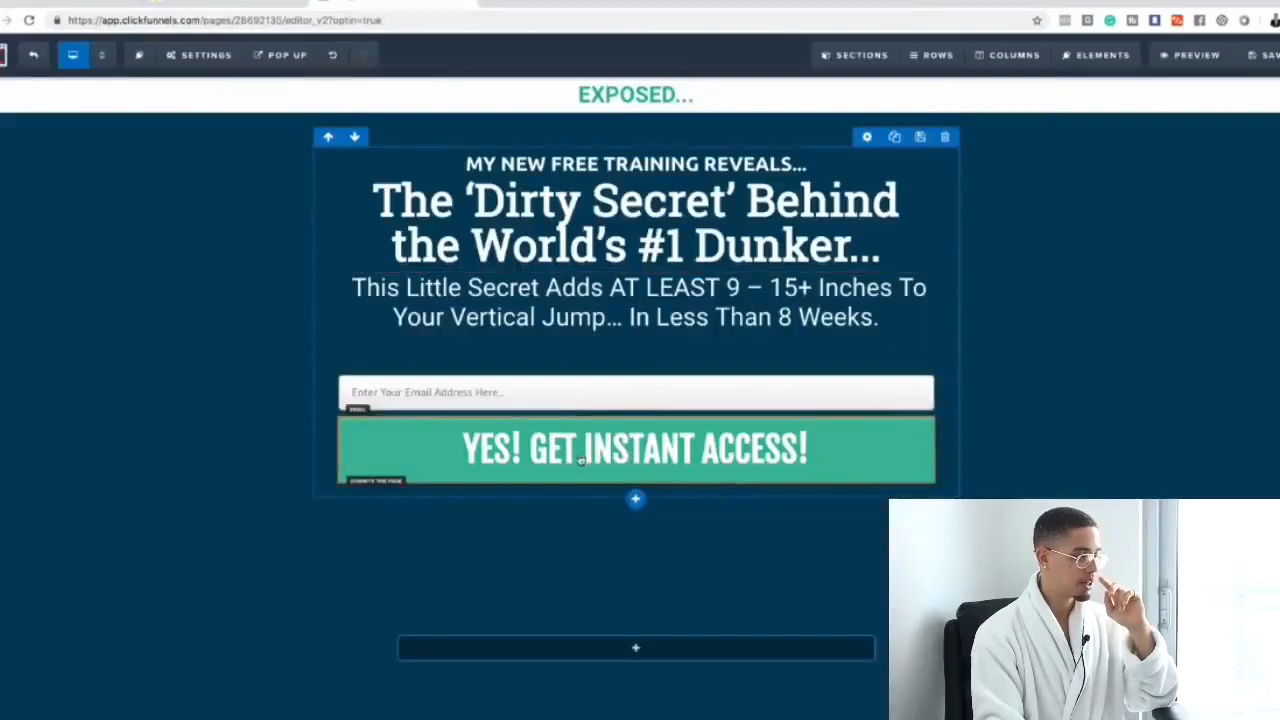 https://app.clickfunnels.com/pages/28692135/editor_v2?optin=true
SETTINGS
POP UP
SECTIONS
ROWS
COLUMNS
ELEMENTS
PREVIEW
SAV
EXPOSED...
MY NEW FREE TRAINING REVEALS...
The ‘Dirty Secret’ Behind
the World’s #1 Dunker...
This Little Secret Adds AT LEAST 9 – 15+ Inches To
Your Vertical Jump... In Less Than 8 Weeks.
Enter Your Email Address Here...
EMAIL
YES! GET INSTANT ACCESS!